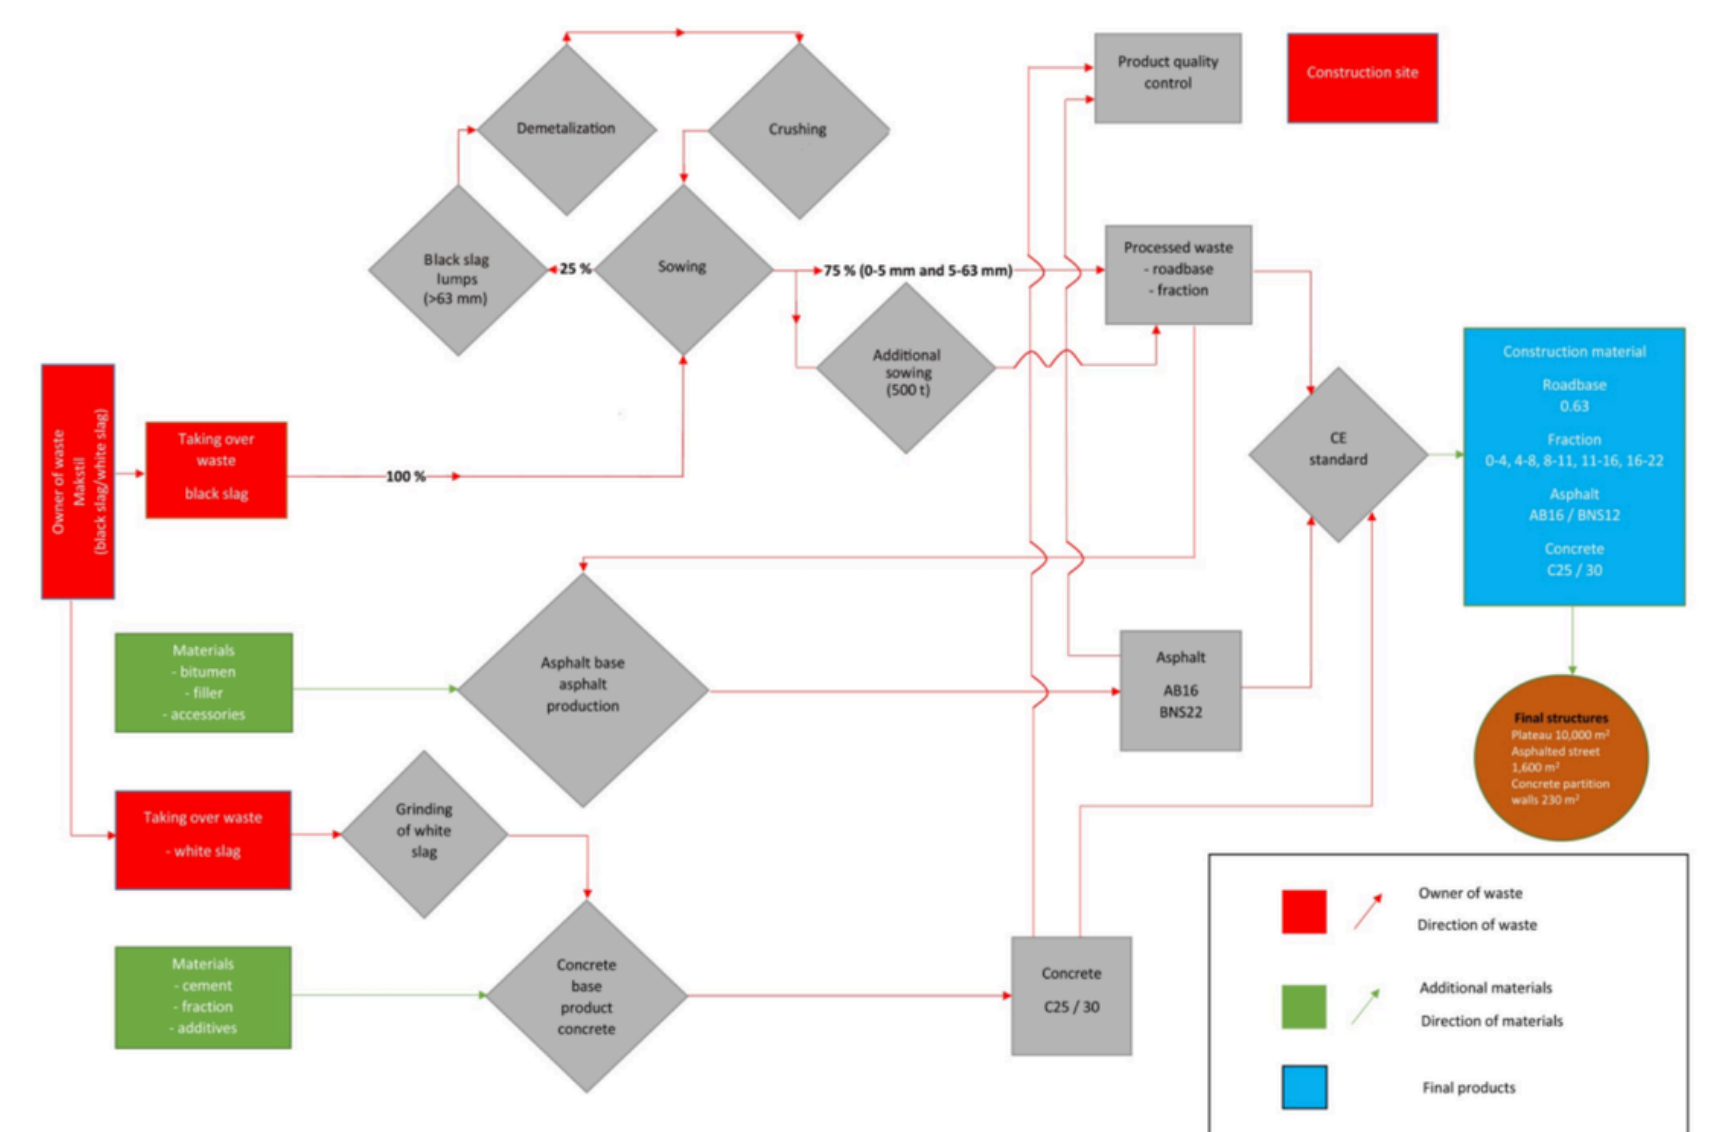 Product quality
control
Construction site
Demetalization
Crushing
Black slag
lumps
(>63 mm)
25 %
Sowing
75 % (0-5 mm and 5-63 mm)
Processed waste
- roadbase
- fraction
Additional
sowing
(500 t)
Owner of waste
Makstil
(black slag/white slag)
Taking over
waste
black slag
100 %
CE
standard
Construction material
Roadbase
0.63
Fraction
0-4, 4-8, 8-11, 11-16, 16-22
Asphalt
AB16 / BNS12
Concrete
C25 / 30
Materials
- bitumen
- filler
- accessories
Asphalt base
asphalt
production
Asphalt
AB16
BNS22
Final structures
Plateau 10,000 m²
Asphalted street
1,600 m²
Concrete partition
walls 230 m²
Taking over waste
- white slag
Grinding
of white
slag
Materials
- cement
- fraction
- additives
Concrete
base
product
concrete
Concrete
C25 / 30
Owner of waste
Direction of waste
Additional materials
Direction of materials
Final products